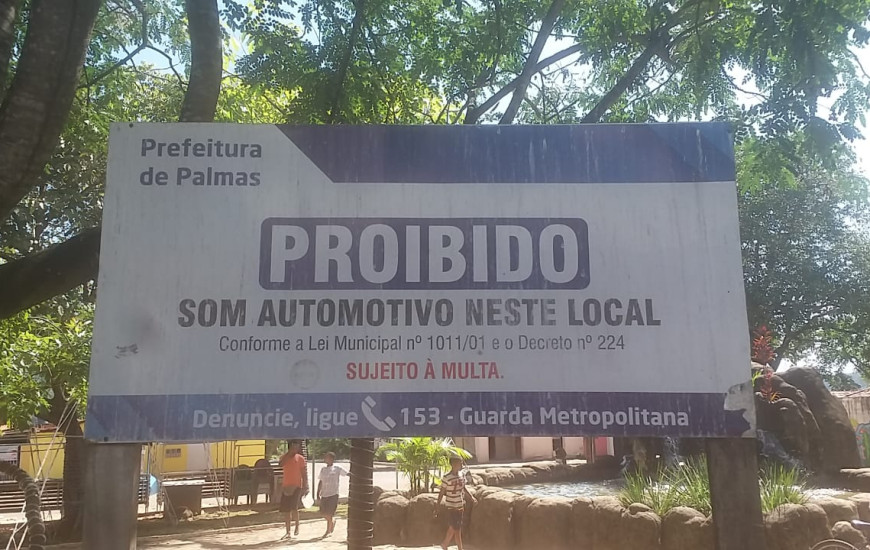 Prefeitura
de Palmas
PROIBIDO
SOM AUTOMOTIVO NESTE LOCAL
Conforme a Lei Municipal nº 1011/01 e o Decreto nº 224
SUJEITO À MULTA.
Denuncie, ligue 153 - Guarda Metropolitana